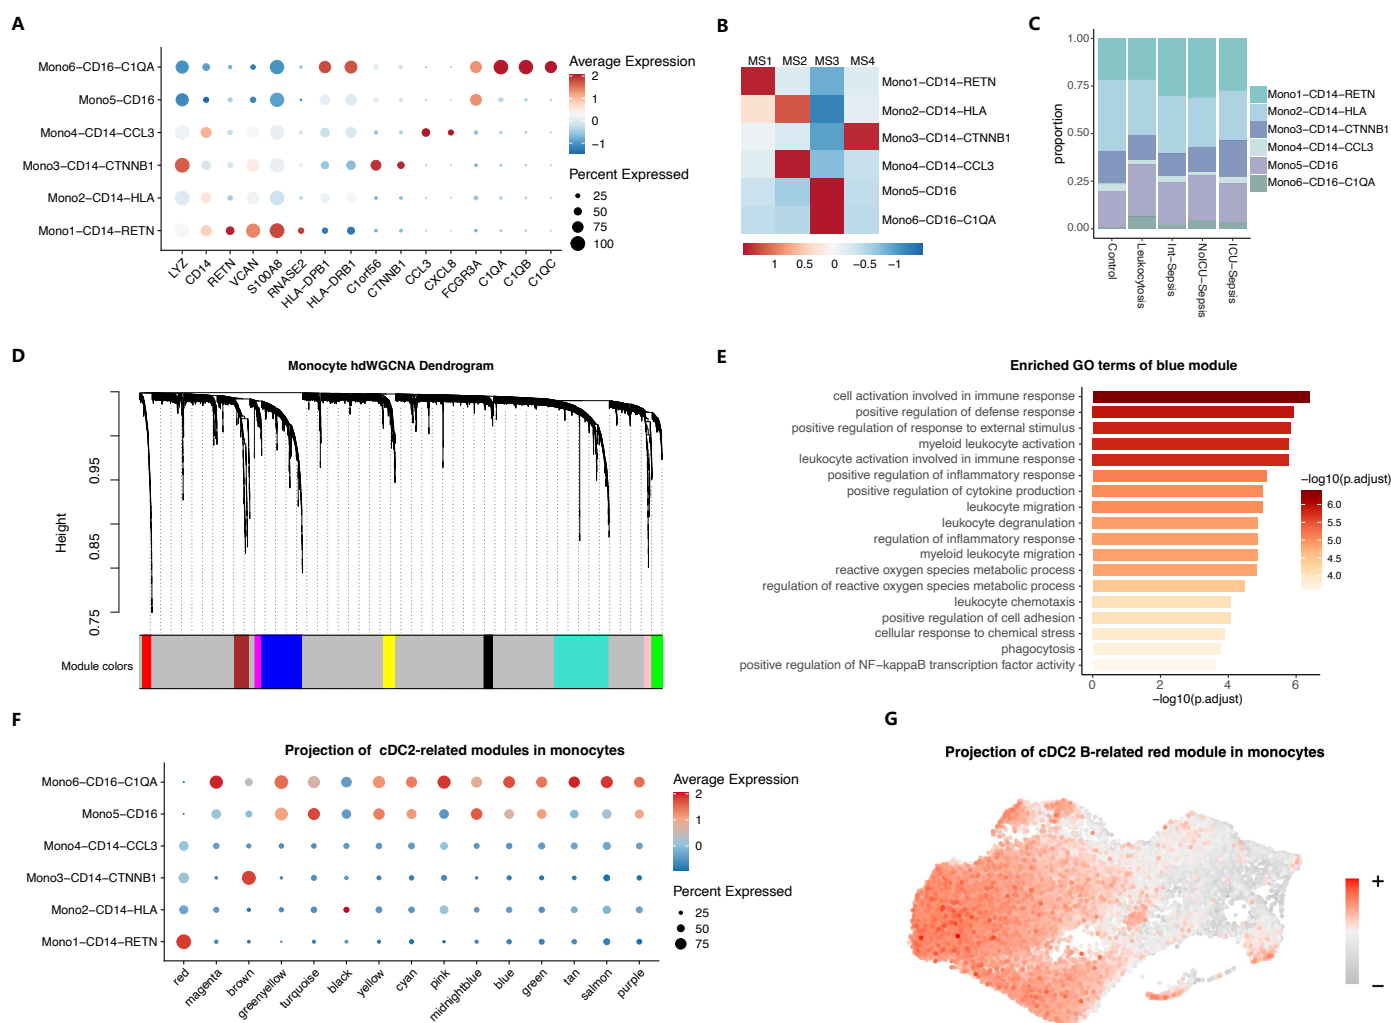 A
Mono6−CD16−C1QA
Mono5−CD16
Mono4−CD14−CCL3
Mono3−CD14−CTNNB1
Mono2−CD14−HLA
Mono1−CD14−RETN
LYZ
CD14
RETN
VCAN
S100A8
RNASE2
HLA−DPB1
HLA−DRB1
C1orf56
CTNNB1
CCL3
CXCL8
FCGR3A
C1QA
C1QB
C1QC
Average Expression
2
1
0
−1
Percent Expressed
25
50
75
100
B
MS1 MS2 MS3 MS4
Mono1−CD14−RETN
Mono2−CD14−HLA
Mono3−CD14−CTNNB1
Mono4−CD14−CCL3
Mono5−CD16
Mono6−CD16−C1QA
1 0.5 0 −0.5 −1
C
proportion
1.00
0.75
0.50
0.25
0.00
Control
Leukocytosis
Int−Sepsis
NoICU−Sepsis
ICU−Sepsis
Mono1−CD14−RETN
Mono2−CD14−HLA
Mono3−CD14−CTNNB1
Mono4−CD14−CCL3
Mono5−CD16
Mono6−CD16−C1QA
D
Monocyte hdWGCNA Dendrogram
Height
0.95
0.85
0.75
Module colors
E
Enriched GO terms of blue module
cell activation involved in immune response
positive regulation of defense response
positive regulation of response to external stimulus
myeloid leukocyte activation
leukocyte activation involved in immune response
positive regulation of inflammatory response
positive regulation of cytokine production
leukocyte migration
leukocyte degranulation
regulation of inflammatory response
myeloid leukocyte migration
reactive oxygen species metabolic process
regulation of reactive oxygen species metabolic process
leukocyte chemotaxis
positive regulation of cell adhesion
cellular response to chemical stress
phagocytosis
positive regulation of NF−kappaB transcription factor activity
0 2 4 6
−log10(p.adjust)
−log10(p.adjust)
6.0
5.5
5.0
4.5
4.0
F
Projection of cDC2−related modules in monocytes
Mono6−CD16−C1QA
Mono5−CD16
Mono4−CD14−CCL3
Mono3−CD14−CTNNB1
Mono2−CD14−HLA
Mono1−CD14−RETN
red
magenta
brown
greenyellow
turquoise
black
yellow
cyan
pink
midnightblue
blue
green
tan
salmon
purple
Average Expression
2
1
0
Percent Expressed
25
50
75
G
Projection of cDC2 B-related red module in monocytes
+
−